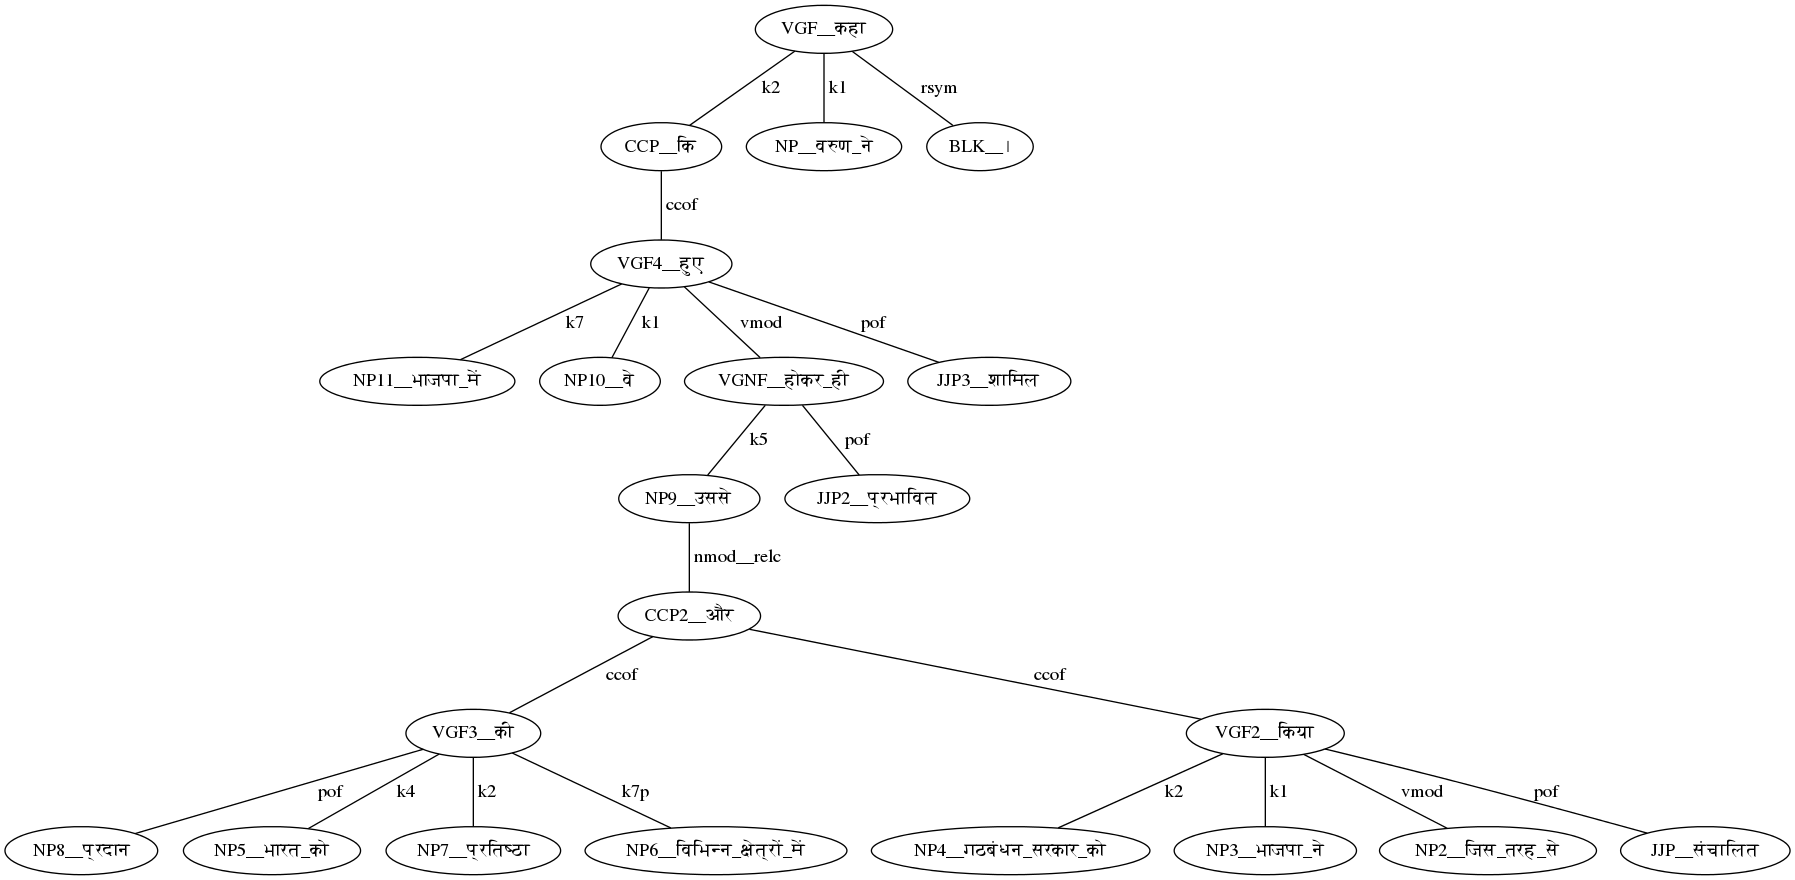 VGF__कहा
k2 k1 rsym
CCP__कि NP__वरुण_ने BLK__।
ccof
VGF4__हुए
k7 k1 vmod pof
NP11__भाजपा_में NP10__वे VGNF__होकर_ही JJP3__शामिल
k5 pof
NP9__उससे JJP2__प्रभावित
nmod__relc
CCP2__और
ccof ccof
VGF3__की VGF2__किया
pof k4 k2 k7p k2 k1 vmod pof
NP8__प्रदान NP5__भारत_को NP7__प्रतिष्ठा NP6__विभिन्न_क्षेत्रों_में NP4__गठबंधन_सरकार_को NP3__भाजपा_ने NP2__जिस_तरह_से JJP__संचालित